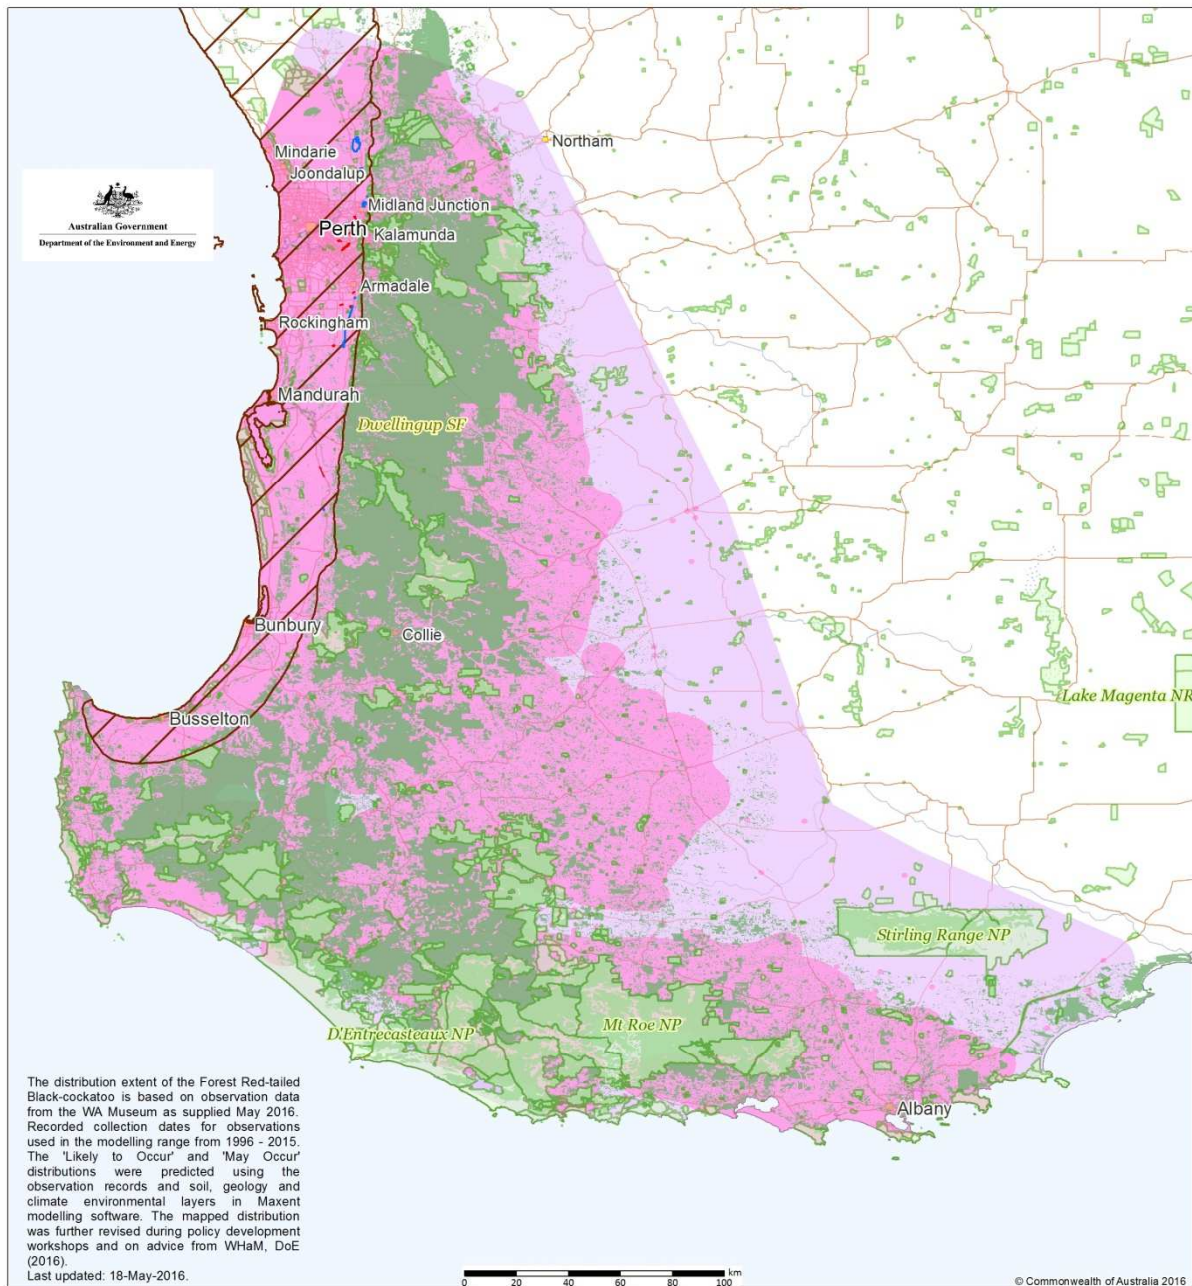 Northam
Mindarie
Joondalup
Australian Government
Department of the Environment and Energy
Midland Junction
Perth
Kalamunda
Armadale
Rockingham
Mandurah
Dwellingup SF
Bunbury
Collie
Lake Magenta NR
Busselton
Stirling Range NP
D'Entrecasteaux NP
Mt Roe NP
Albany
The distribution extent of the Forest Red-tailed
Black-cockatoo is based on observation data
from the WA Museum as supplied May 2016.
Recorded collection dates for observations
used in the modelling range from 1996 - 2015.
The 'Likely to Occur' and 'May Occur'
distributions were predicted using the
observation records and soil, geology and
climate environmental layers in Maxent
modelling software. The mapped distribution
was further revised during policy development
workshops and on advice from WHaM, DoE
(2016).
Last updated: 18-May-2016.
km
0 20 40 60 80 100
© Commonwealth of Australia 2016